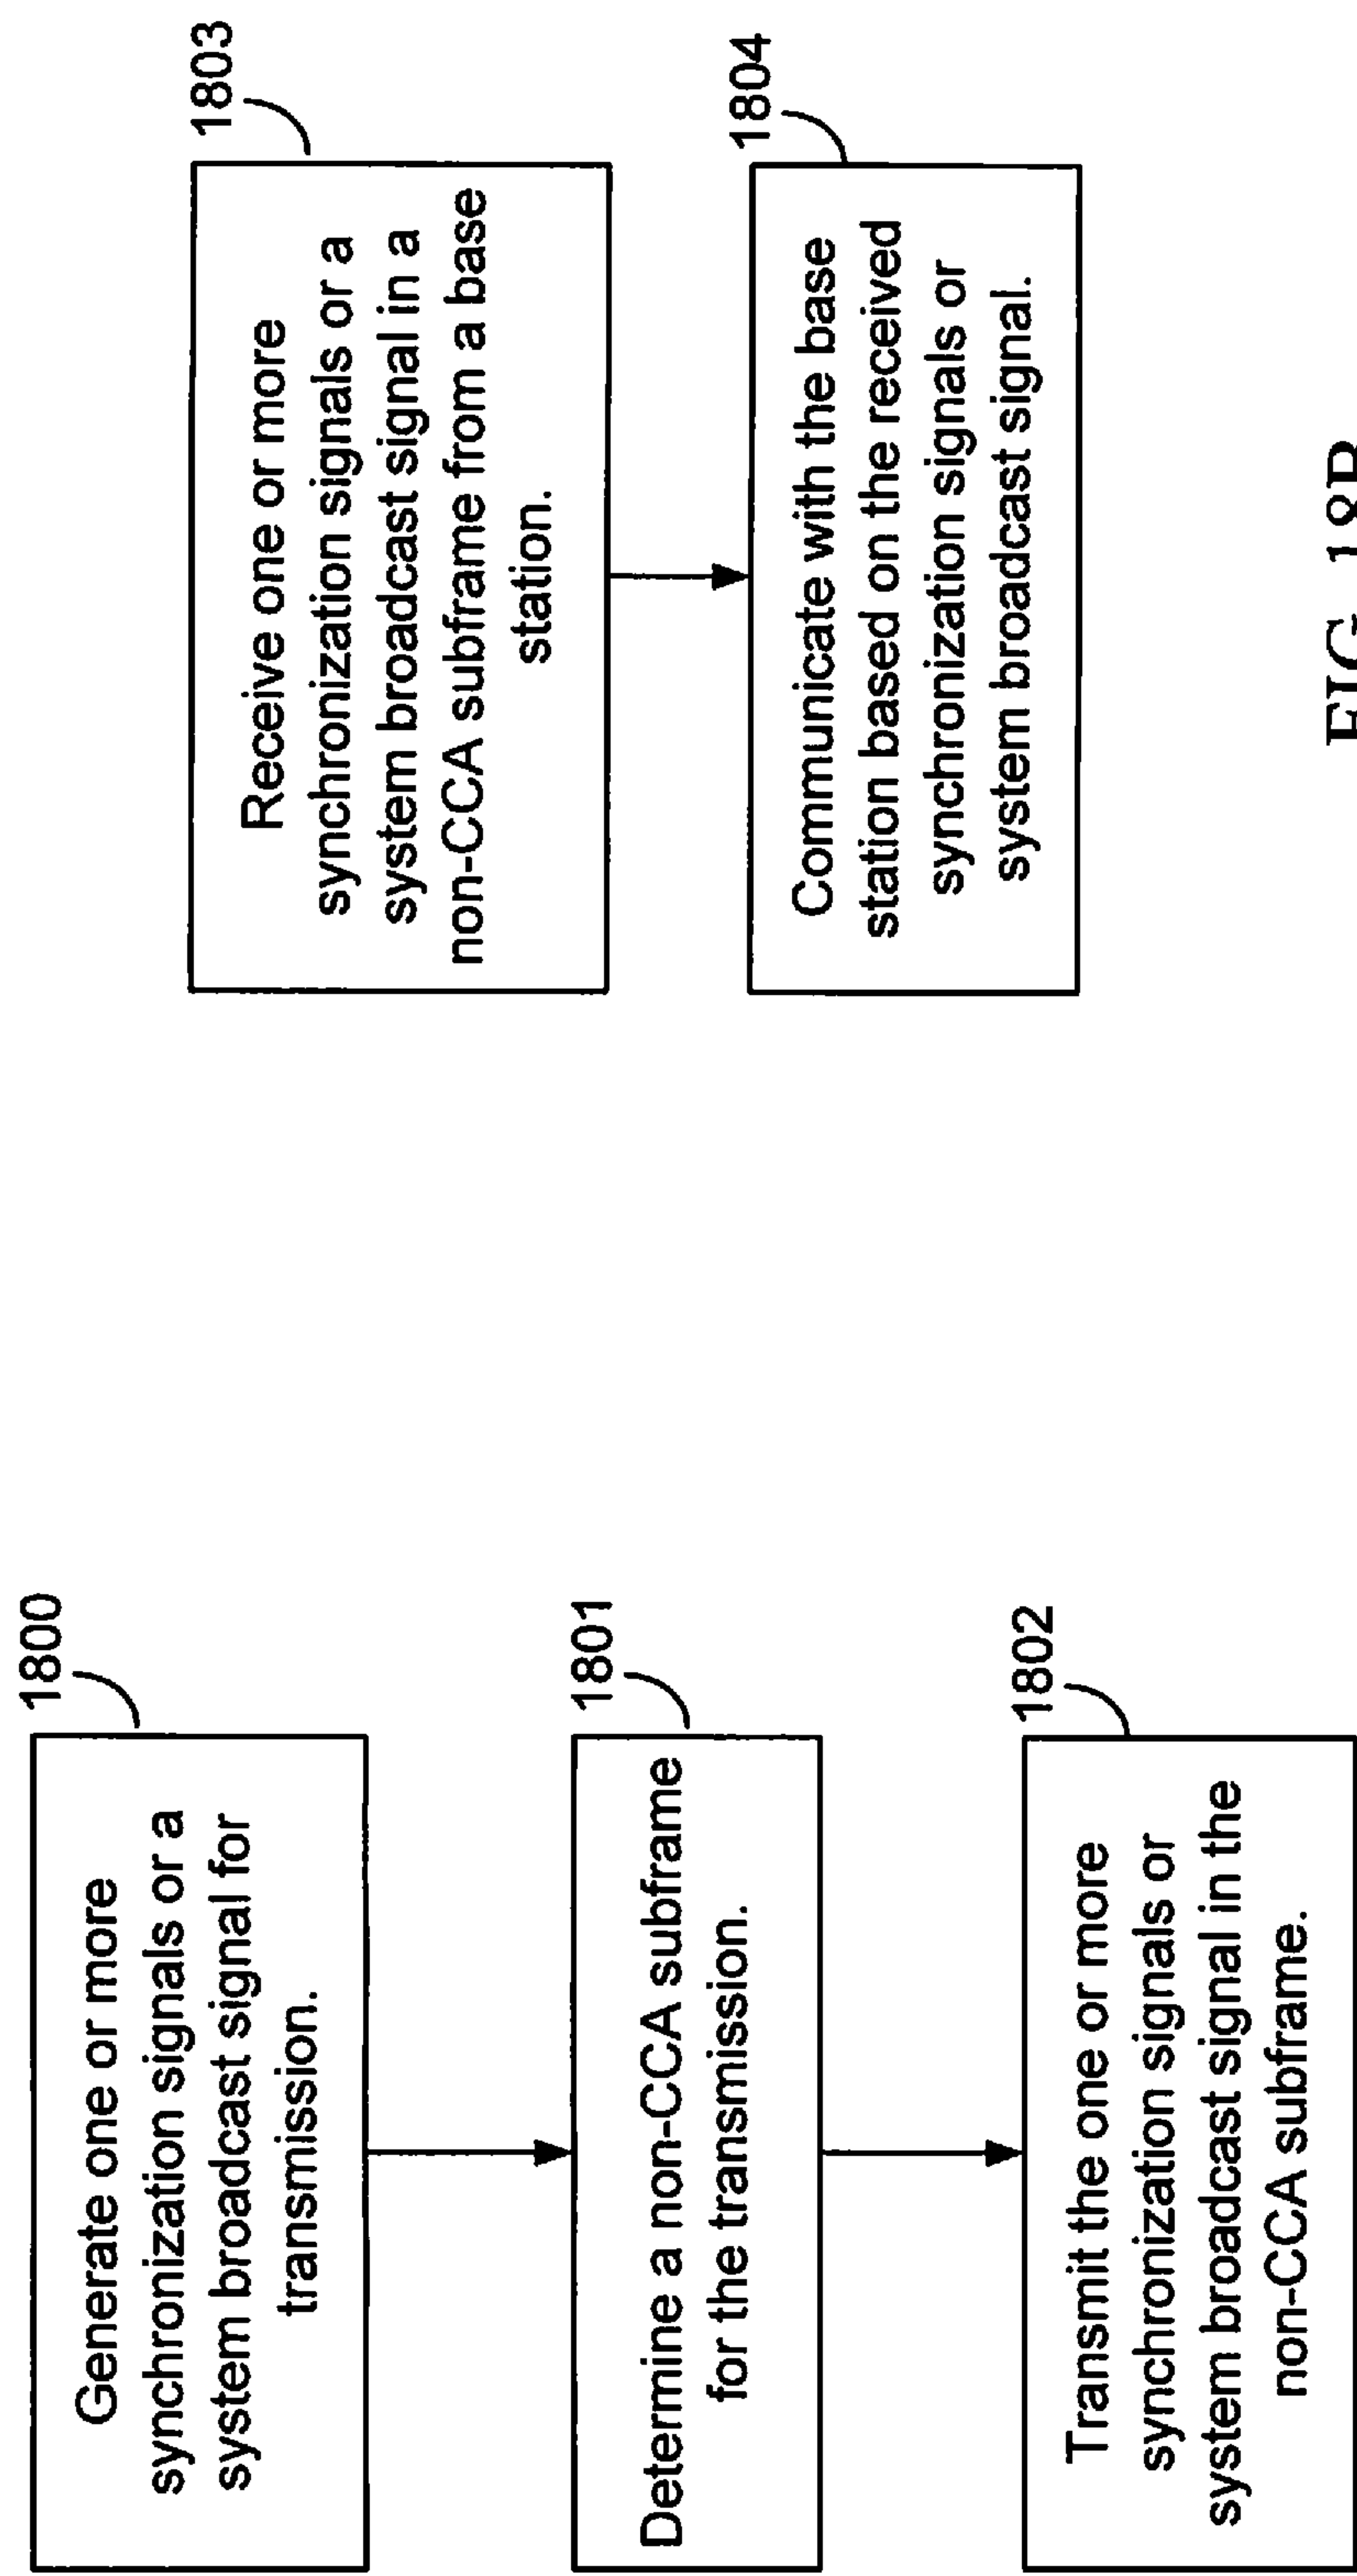 1800
Generate one or more
synchronization signals or a
system broadcast signal for
transmission.
1801
Determine a non-CCA subframe
for the transmission.
1802
Transmit the one or more
synchronization signals or
system broadcast signal in the
non-CCA subframe.
1803
Receive one or more
synchronization signals or a
system broadcast signal in a
non-CCA subframe from a base
station.
1804
Communicate with the base
station based on the received
synchronization signals or
system broadcast signal.
FIG. 18B